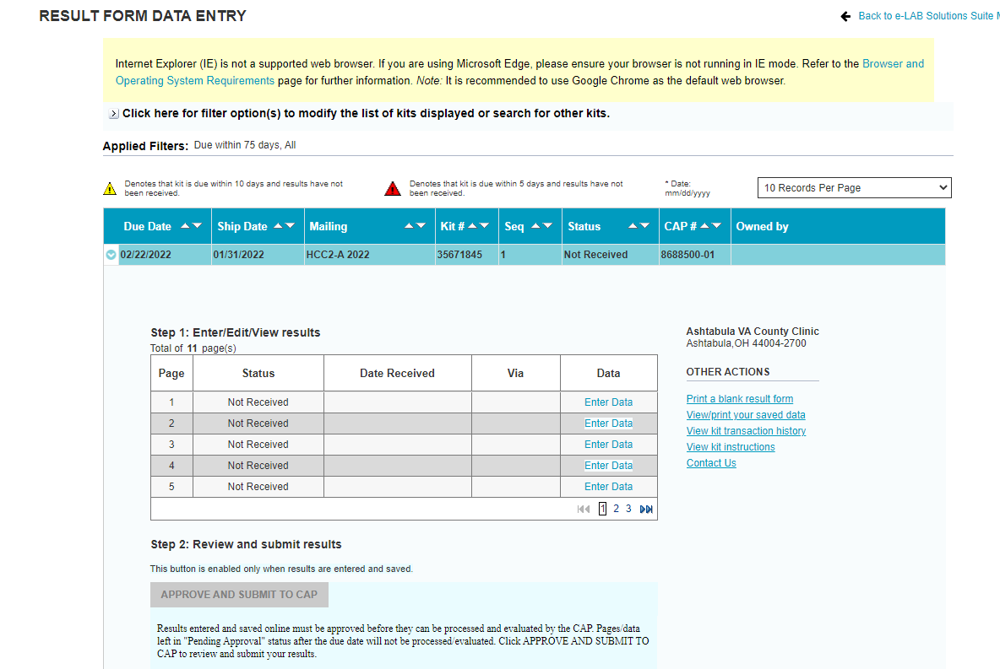 RESULT FORM DATA ENTRY
Back to e-LAB Solutions Suite
Internet Explorer (IE) is not a supported web browser. If you are using Microsoft Edge, please ensure your browser is not running in IE mode. Refer to the Browser and
Operating System Requirements page for further information. Note: It is recommended to use Google Chrome as the default web browser.
Click here for filter option(s) to modify the list of kits displayed or search for other kits.
Applied Filters: Due within 75 days, All
Denotes that kit is due within 10 days and results have not
been received.
Denotes that kit is due within 5 days and results have not
been received.
* Date:
mm/dd/yyyy
10 Records Per Page
Due Date Ship Date Mailing Kit # Seq Status CAP # Owned by
02/22/2022 01/31/2022 HCC2-A 2022 35671845 1 Not Received 8688500-01
Step 1: Enter/Edit/View results
Total of 11 page(s)
Page Status Date Received Via Data
1 Not Received Enter Data
2 Not Received Enter Data
3 Not Received Enter Data
4 Not Received Enter Data
5 Not Received Enter Data
1 2 3
Ashtabula VA County Clinic
Ashtabula,OH 44004-2700
OTHER ACTIONS
Print a blank result form
View/print your saved data
View kit transaction history
View kit instructions
Contact Us
Step 2: Review and submit results
This button is enabled only when results are entered and saved.
APPROVE AND SUBMIT TO CAP
Results entered and saved online must be approved before they can be processed and evaluated by the CAP. Pages/data
left in "Pending Approval" status after the due date will not be processed/evaluated. Click APPROVE AND SUBMIT TO
CAP to review and submit your results.